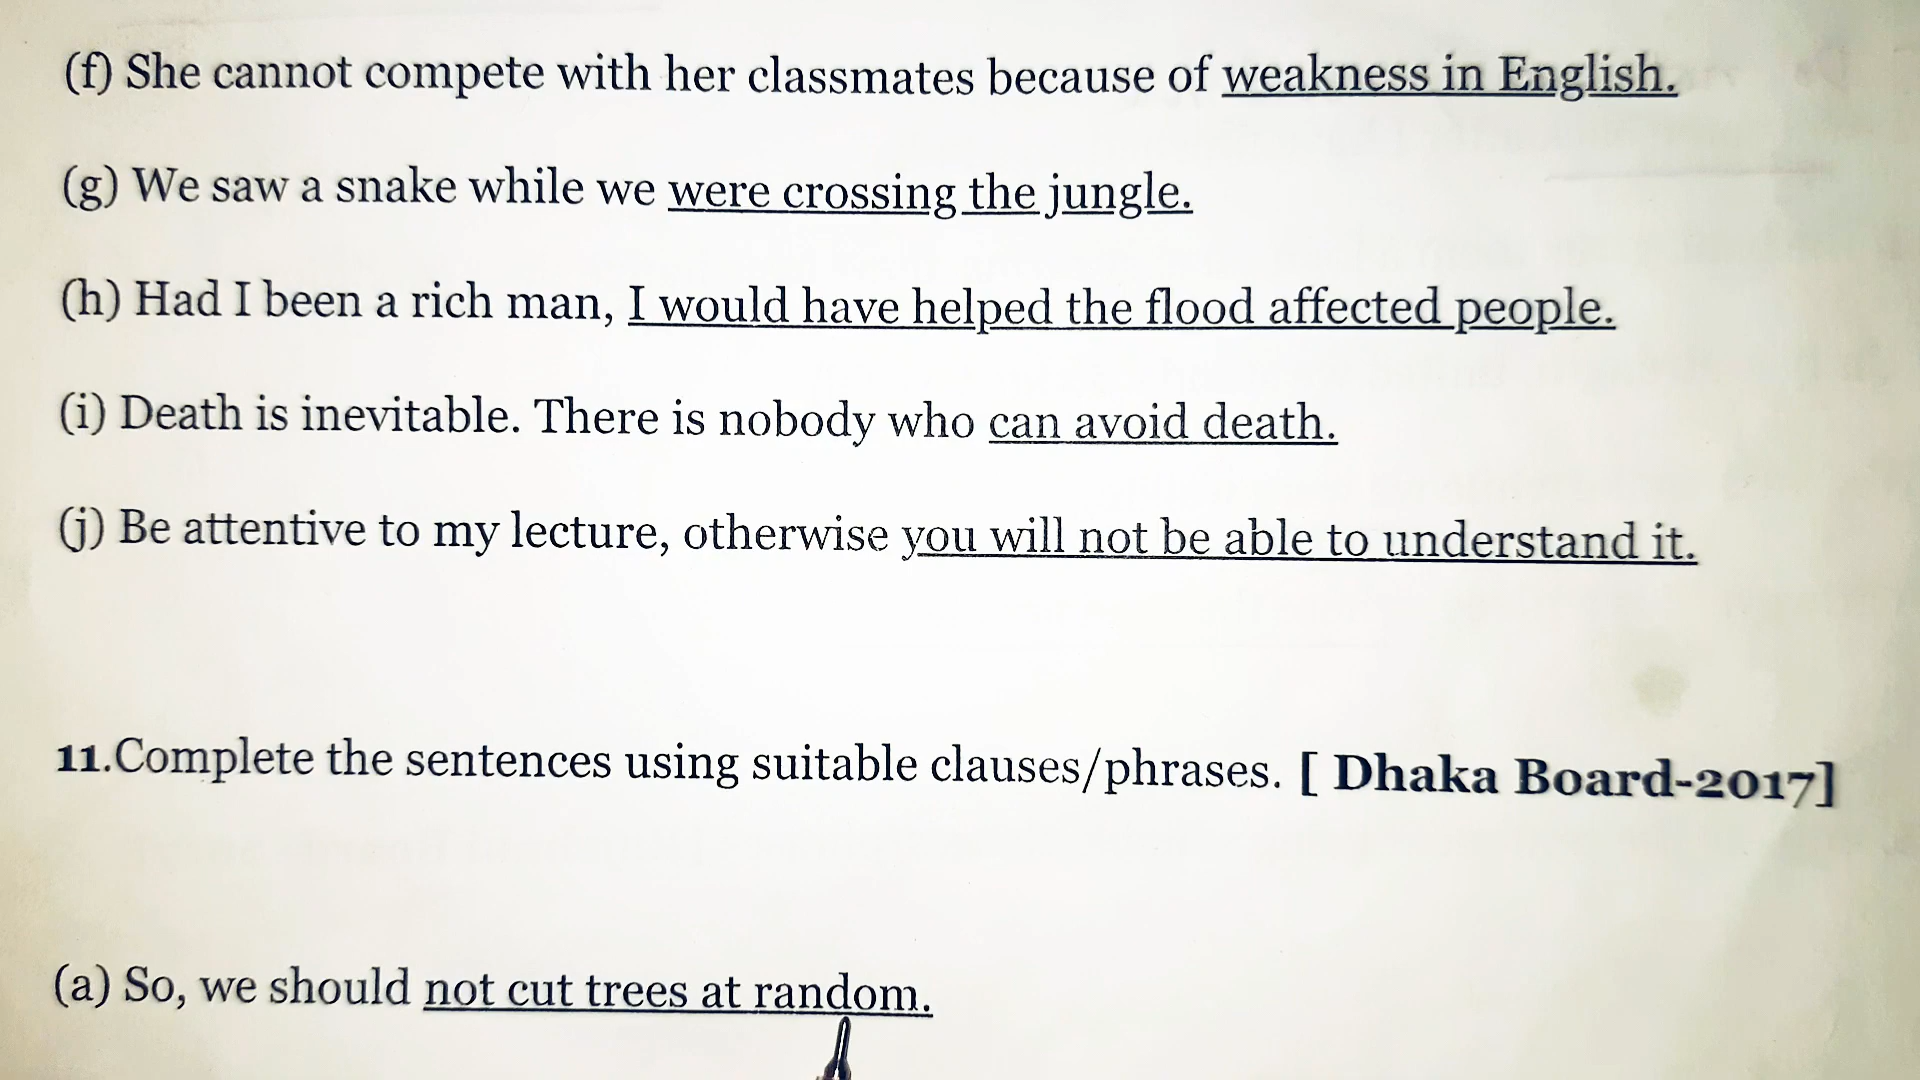 (f) She cannot compete with her classmates because of weakness in English.
(g) We saw a snake while we were crossing the jungle.
(h) Had I been a rich man, I would have helped the flood affected people.
(i) Death is inevitable. There is nobody who can avoid death.
(j) Be attentive to my lecture, otherwise you will not be able to understand it.
11.Complete the sentences using suitable clauses/phrases. [ Dhaka Board-2017]
(a) So, we should not cut trees at random.